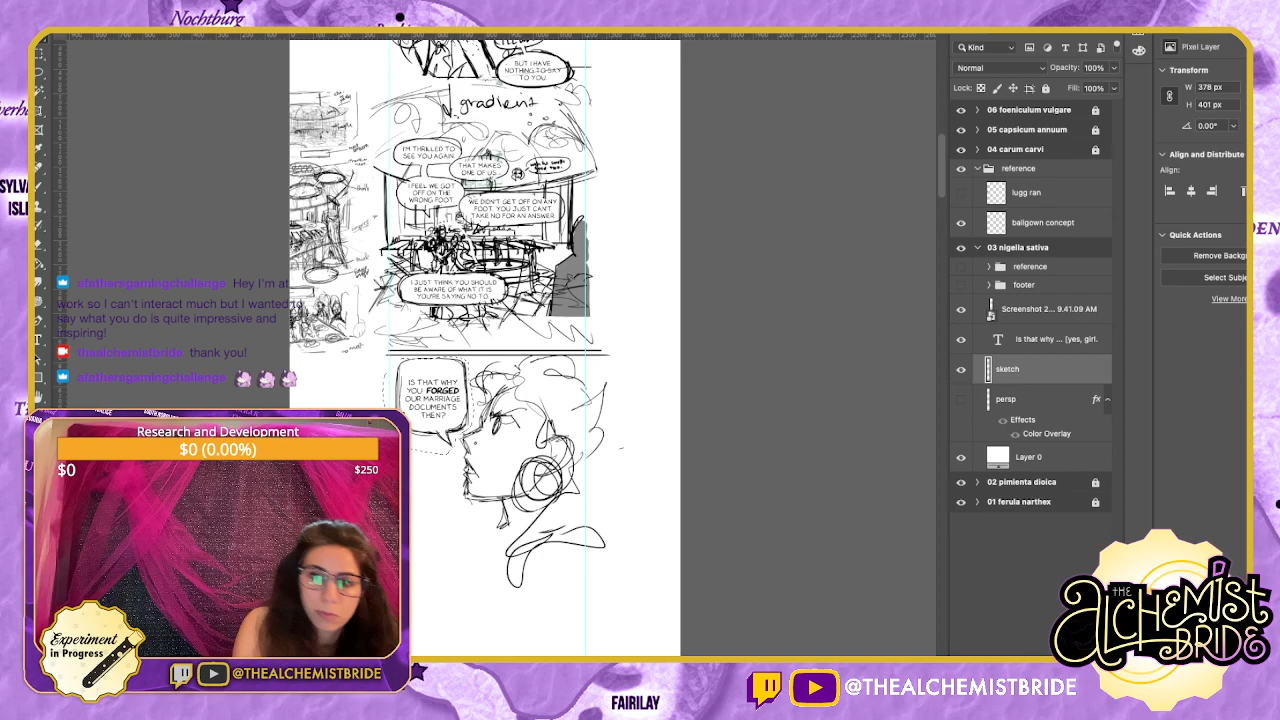 Nochtburg
BUT I HAVE
NOTHING TO SAY
TO YOU.
gradient
I'M THRILLED TO
SEE YOU AGAIN.
THAT MAKES
ONE OF US...
I FEEL WE GOT
OFF ON THE
WRONG FOOT.
WE DIDN'T GET OFF ON ANY
FOOT. YOU JUST CAN'T
TAKE NO FOR AN ANSWER.
I JUST THINK YOU SHOULD
BE AWARE OF WHAT IT IS
YOU'RE SAYING NO TO.
IS THAT WHY
YOU FORGED
OUR MARRIAGE
DOCUMENTS
THEN?
afathersgamingchallenge Hey I'm at
work so I can't interact much but I wanted to
say what you do is quite impressive and
inspiring!
thealchemistbride thank you!
afathersgamingchallenge
Research and Development
$0 (0.00%)
$0
$250
Experiment
in Progress
@THEALCHEMISTBRIDE
FAIRILAY
@THEALCHEMISTBRIDE
THE
ALCHEMIST
BRIDE
Kind
Normal
Opacity: 100%
Lock:
Fill: 100%
06 foeniculum vulgare
05 capsicum annuum
04 carum carvi
reference
lugg ran
ballgown concept
03 nigella sativa
reference
footer
Screenshot 2... 9.41.09 AM
Is that why ... [yes, girl.
sketch
persp
fx
Effects
Color Overlay
Layer 0
02 pimienta dioica
01 ferula narthex
Pixel Layer
Transform
W 378 px
H 401 px
0.00°
Align and Distribute
Align:
Quick Actions
Remove Backg
Select Subje
View More